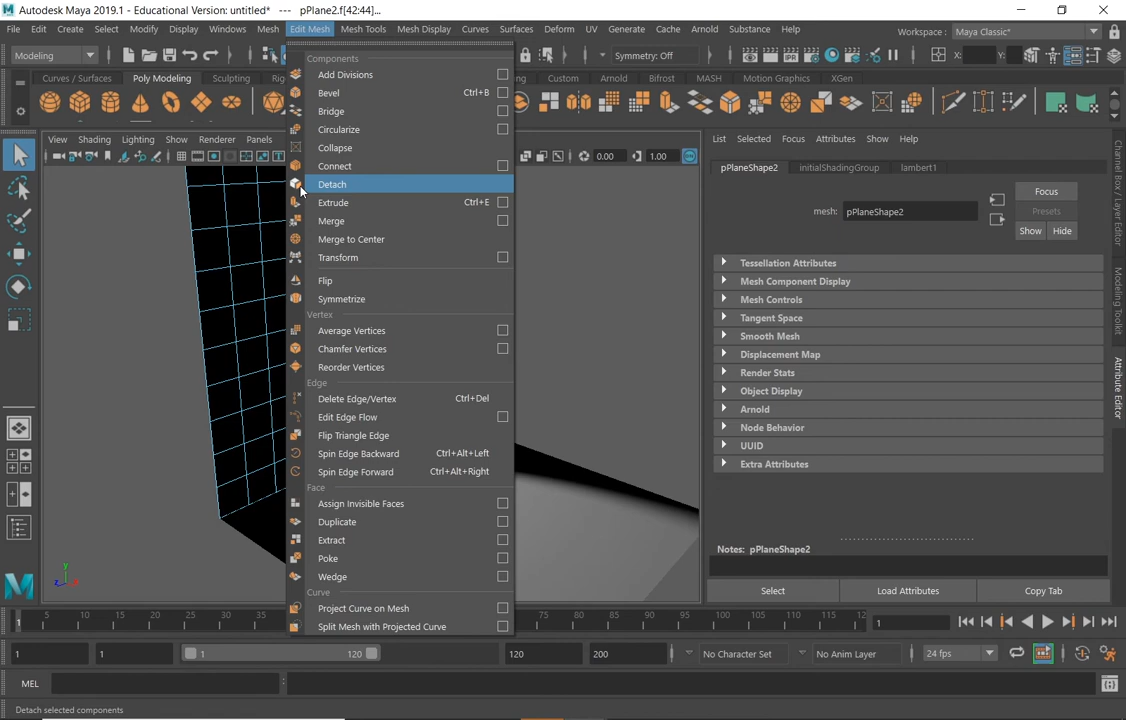 Autodesk Maya 2019.1 - Educational Version: untitled*   ---   pPlane2.f[42:44]...
File Edit Create Select Modify Display Windows Mesh Edit Mesh Mesh Tools Mesh Display Curves Surfaces Deform UV Generate Cache Arnold Substance Help Workspace : Maya Classic*
Modeling Symmetry: Off X: Y:
Curves / Surfaces Poly Modeling Sculpting Custom Arnold Bifrost MASH Motion Graphics XGen
View Shading Lighting Show Renderer Panels 0.00 1.00
Components
Add Divisions
Bevel Ctrl+B
Bridge
Circularize
Collapse
Connect
Detach
Extrude Ctrl+E
Merge
Merge to Center
Transform
Flip
Symmetrize
Vertex
Average Vertices
Chamfer Vertices
Reorder Vertices
Edge
Delete Edge/Vertex Ctrl+Del
Edit Edge Flow
Flip Triangle Edge
Spin Edge Backward Ctrl+Alt+Left
Spin Edge Forward Ctrl+Alt+Right
Face
Assign Invisible Faces
Duplicate
Extract
Poke
Wedge
Curve
Project Curve on Mesh
Split Mesh with Projected Curve
List Selected Focus Attributes Show Help
pPlaneShape2 initialShadingGroup lambert1
mesh: pPlaneShape2
Focus
Presets
Show Hide
Tessellation Attributes
Mesh Component Display
Mesh Controls
Tangent Space
Smooth Mesh
Displacement Map
Render Stats
Object Display
Arnold
Node Behavior
UUID
Extra Attributes
Notes: pPlaneShape2
Select Load Attributes Copy Tab
Channel Box / Layer Editor
Modeling Toolkit
Attribute Editor
y
z x
1 5 10 15 20 25 30 35 75 80 85 90 95 100 105 110 115 12 1
1 1 1 120 120 200 No Character Set No Anim Layer 24 fps
MEL
Detach selected components